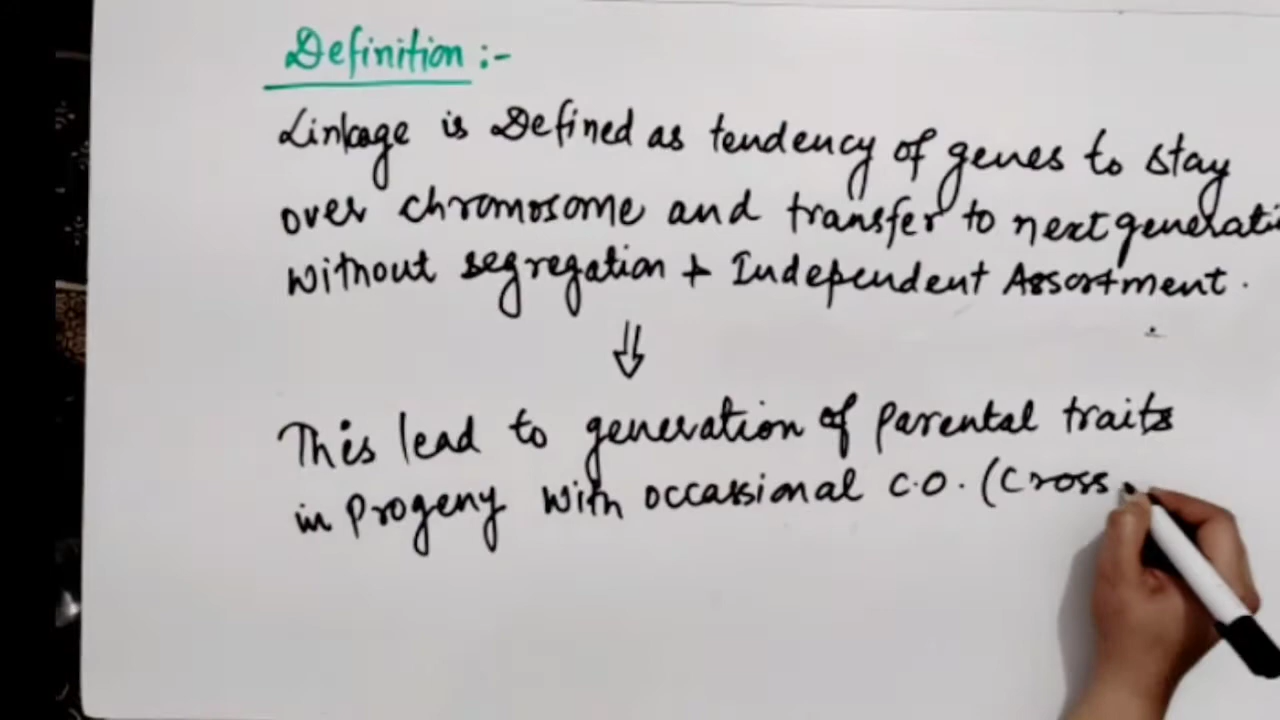 Definition :-
Linkage is Defined as tendency of genes to stay
over chromosome and transfer to next generati
without segregation + Independent Assortment.
⇓
This lead to generation of parental traits
in Progeny with occassional C.O. (Cross